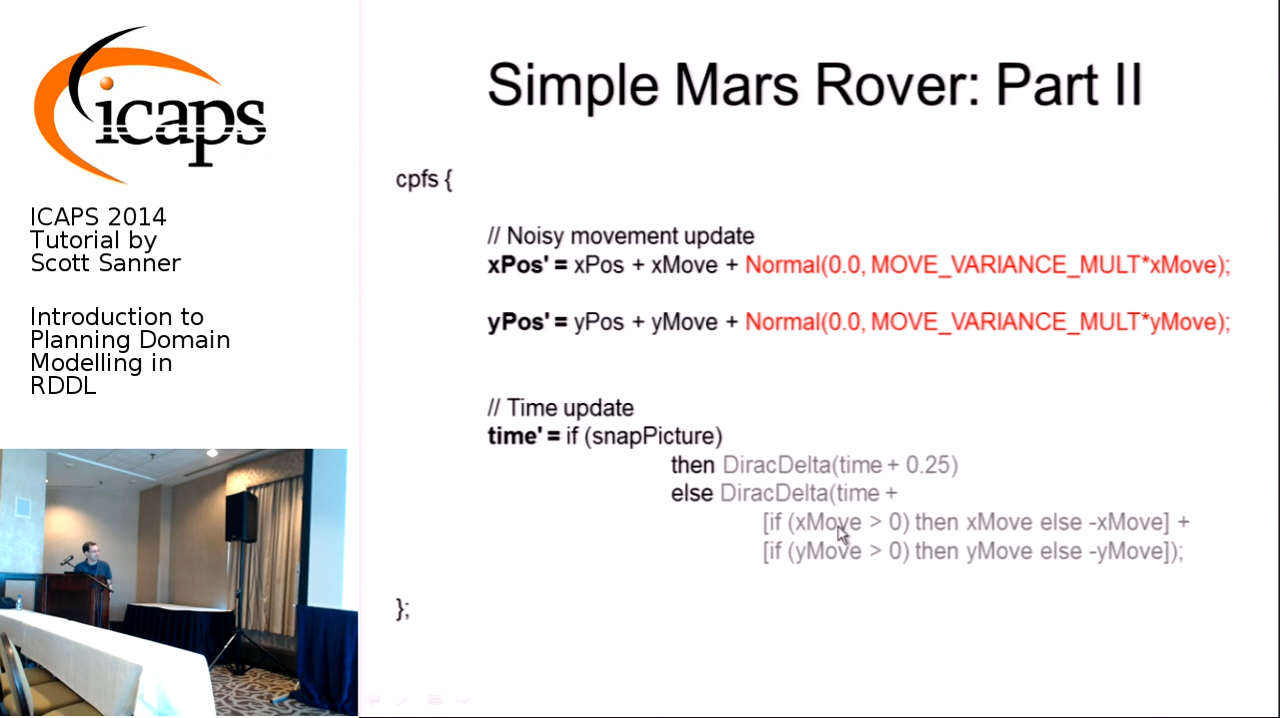 icaps
ICAPS 2014
Tutorial by
Scott Sanner
Introduction to
Planning Domain
Modelling in
RDDL
Simple Mars Rover: Part II
cpfs {
// Noisy movement update
xPos' = xPos + xMove + Normal(0.0, MOVE_VARIANCE_MULT*xMove);
yPos' = yPos + yMove + Normal(0.0, MOVE_VARIANCE_MULT*yMove);
// Time update
time' = if (snapPicture)
then DiracDelta(time + 0.25)
else DiracDelta(time +
[if (xMove > 0) then xMove else -xMove] +
[if (yMove > 0) then yMove else -yMove]);
};